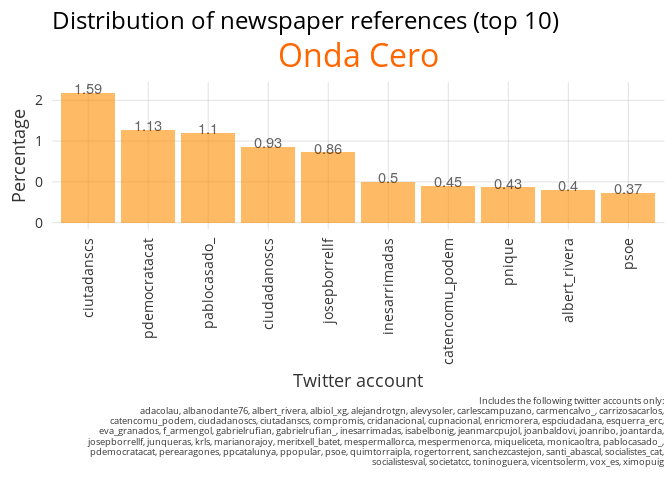 Distribution of newspaper references (top 10)
Onda Cero
Percentage
2
1
0
0
1.59
1.13
1.1
0.93
0.86
0.5
0.45
0.43
0.4
0.37
ciutadanscs
pdemocratacat
pablocasado_
ciudadanoscs
josepborrellf
inesarrimadas
catencomu_podem
pnique
albert_rivera
psoe
Twitter account
Includes the following twitter accounts only:
adacolau, albanodante76, albert_rivera, albiol_xg, alejandrotgn, alevysoler, carlescampuzano, carmencalvo_, carrizosacarlos,
catencomu_podem, ciudadanoscs, ciutadanscs, compromis, cridanacional, cupnacional, enricmorera, espciudadana, esquerra_erc,
eva_granados, f_armengol, gabrielrufian, gabrielrufian_, inesarrimadas, isabelbonig, jeanmarcpujol, joanbaldovi, joanribo, joantarda,
josepborrellf, junqueras, krls, marianorajoy, meritxell_batet, mespermallorca, mespermenorca, miqueliceta, monicaoltra, pablocasado_,
pdemocratacat, perearagones, ppcatalunya, ppopular, psoe, quimtorraipla, rogertorrent, sanchezcastejon, santi_abascal, socialistes_cat,
socialistesval, societatcc, toninoguera, vicentsolerm, vox_es, ximopuig